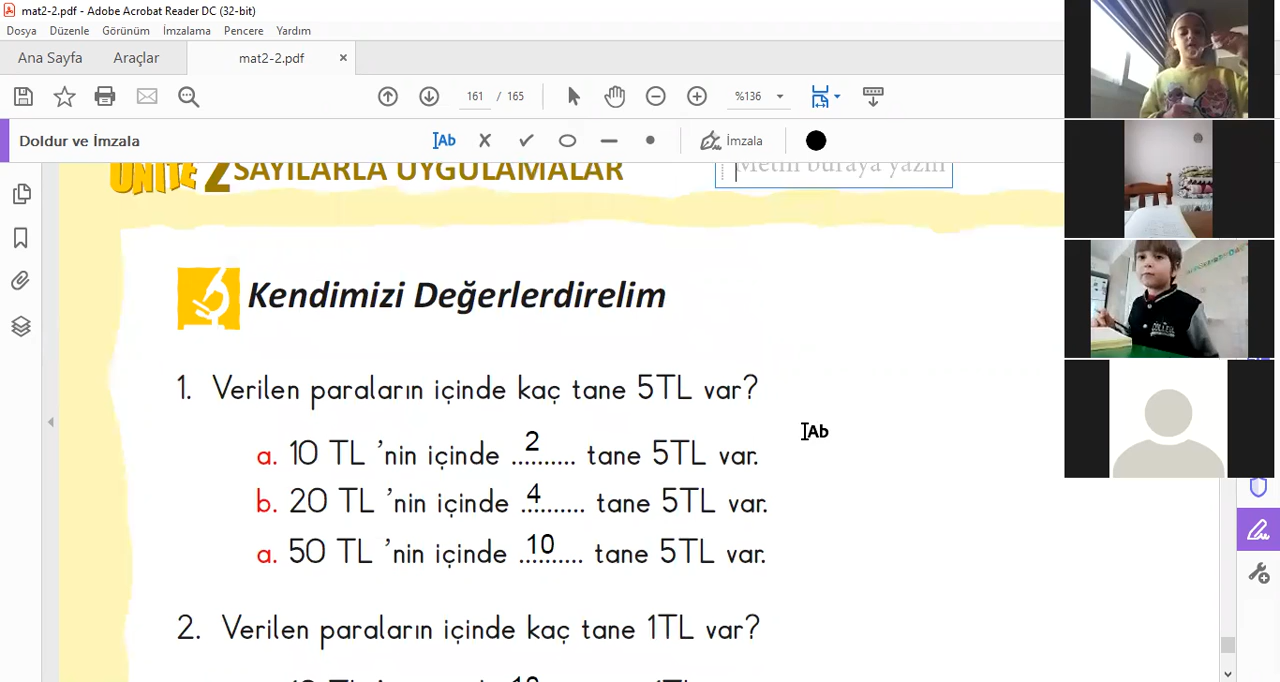 mat2-2.pdf - Adobe Acrobat Reader DC (32-bit)
Dosya Düzenle Görünüm İmzalama Pencere Yardım
Ana Sayfa Araçlar mat2-2.pdf ×
161 / 165 %136
Doldur ve İmzala IAb İmzala
ÜNİTE 2 SAYILARLA UYGULAMALAR Metni buraya yazın
Kendimizi Değerlerdirelim
1. Verilen paraların içinde kaç tane 5TL var?
IAb
a. 10 TL 'nin içinde ...2... tane 5TL var.
b. 20 TL 'nin içinde ...4... tane 5TL var.
a. 50 TL 'nin içinde ...10... tane 5TL var.
2. Verilen paraların içinde kaç tane 1TL var?